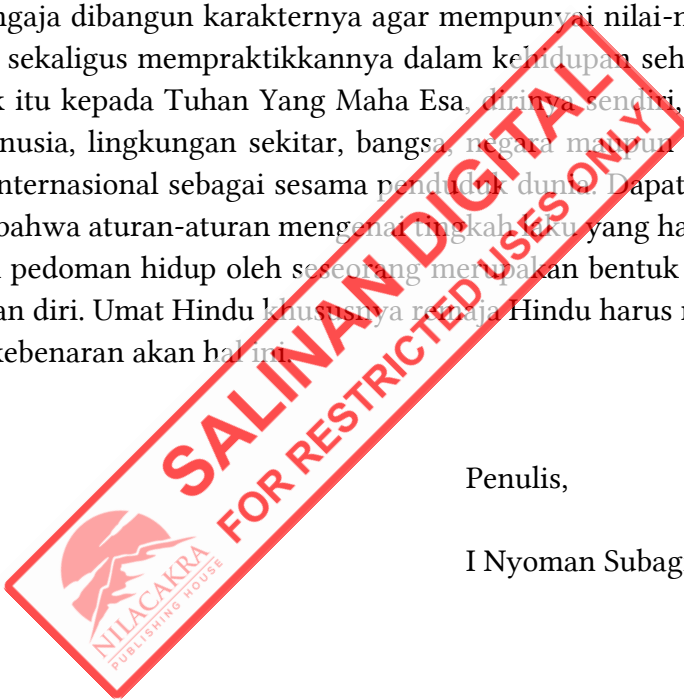 ngaja dibangun karakternya agar mempunyai nilai-n
sekaligus mempraktikkannya dalam kehidupan seh
k itu kepada Tuhan Yang Maha Esa, dirinya sendiri,
nusia, lingkungan sekitar, bangsa, negara maupun
nternasional sebagai sesama penduduk dunia. Dapat
bahwa aturan-aturan mengenai tingkah laku yang ha
pedoman hidup oleh seseorang merupakan bentuk
an diri. Umat Hindu khususnya remaja Hindu harus
kebenaran akan hal ini.
Penulis,
I Nyoman Subag
SALINAN DIGITAL
FOR RESTRICTED USES ONLY
NILACAKRA
PUBLISHING HOUSE